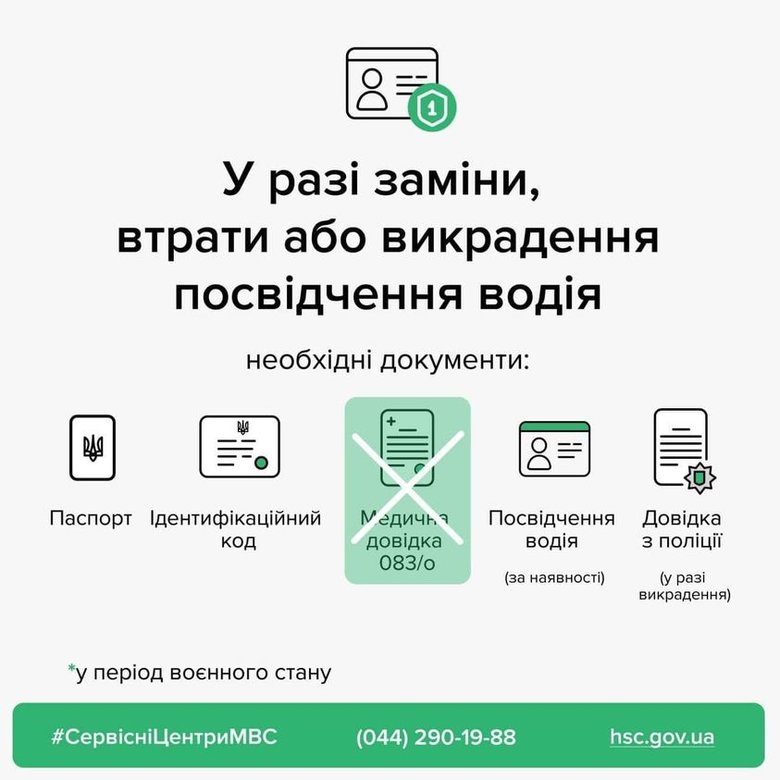 1
У разі заміни,
втрати або викрадення
посвідчення водія
необхідні документи:
Паспорт
Ідентифікаційний
код
Медична
довідка
083/о
Посвідчення
водія
(за наявності)
Довідка
з поліції
(у разі
викрадення)
*у період воєнного стану
#СервісніЦентриМВС
(044) 290-19-88
hsc.gov.ua